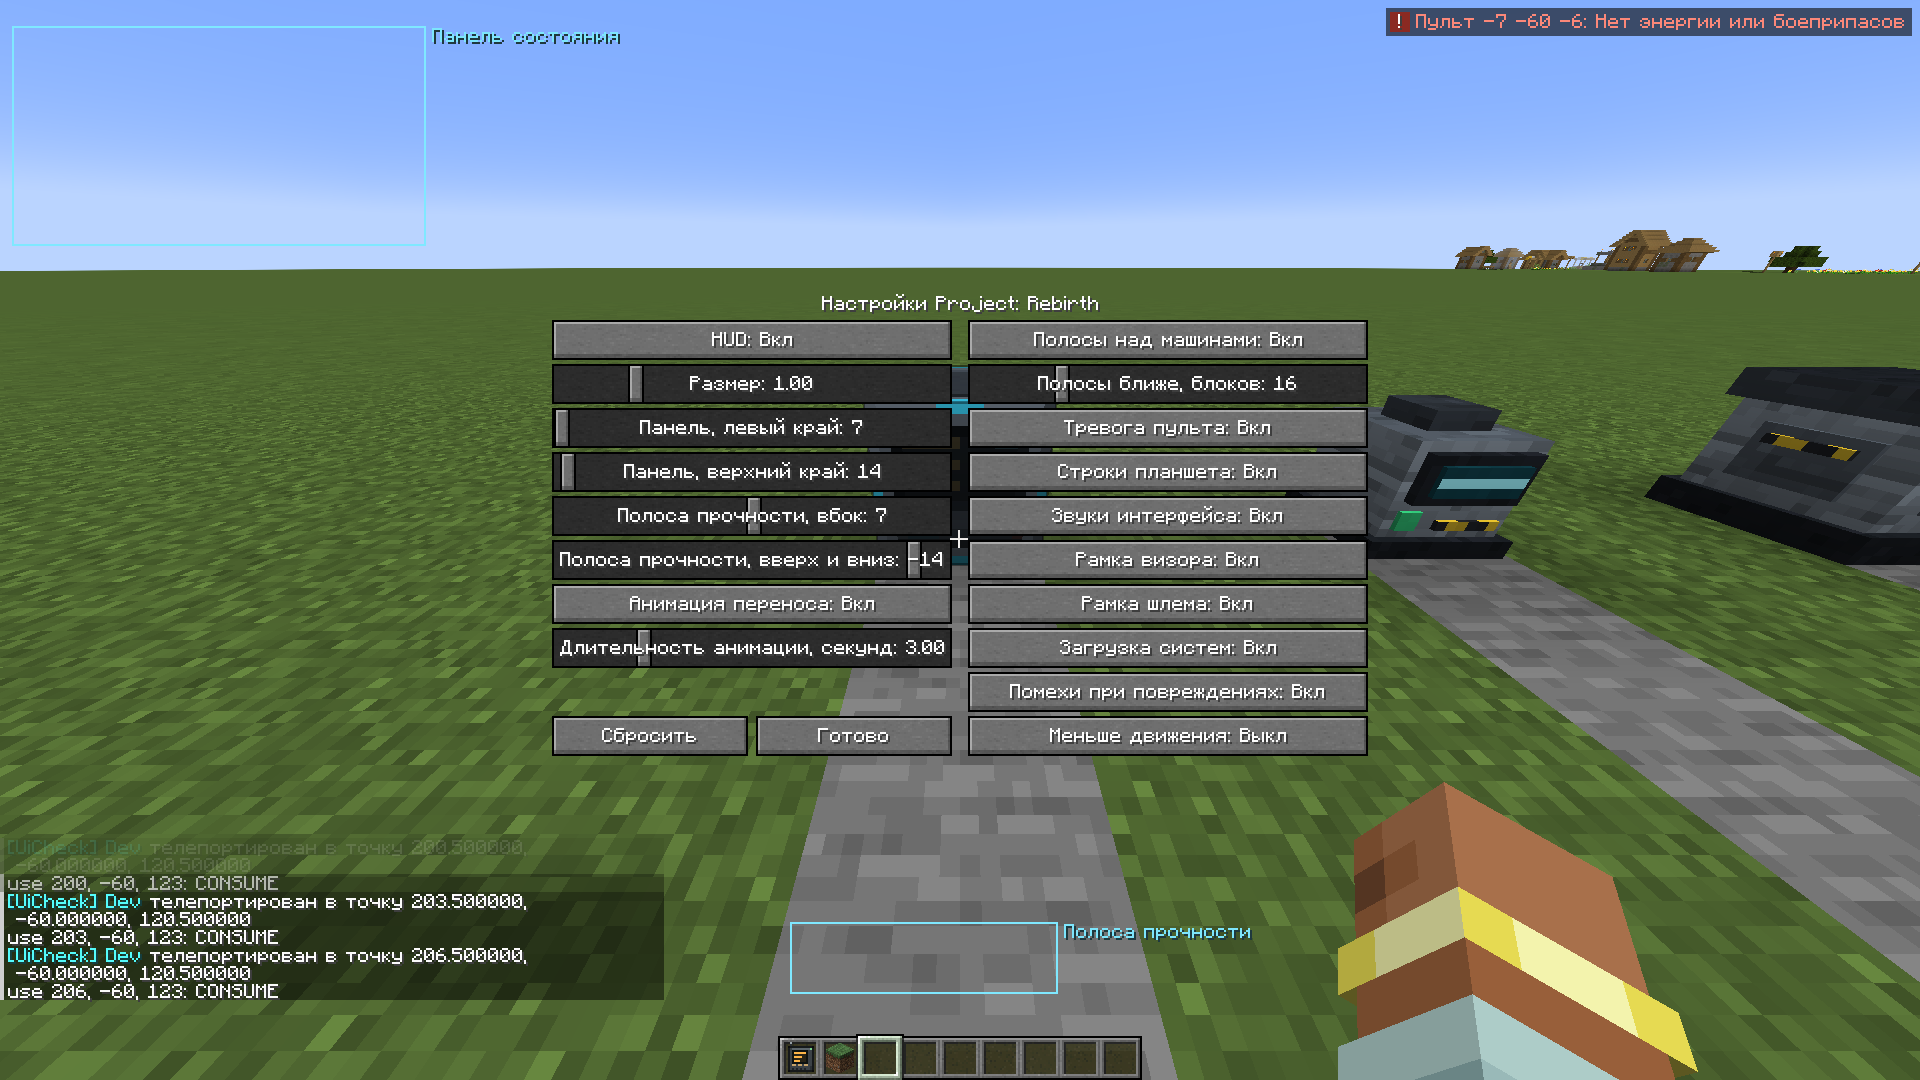 Панель состояния
! Пульт -7 -60 -6: Нет энергии или боеприпасов
Настройки Project: Rebirth
HUD: Вкл
Полосы над машинами: Вкл
Размер: 1.00
Полосы ближе, блоков: 16
Панель, левый край: 7
Тревога пульта: Вкл
Панель, верхний край: 14
Строки планшета: Вкл
Полоса прочности, вбок: 7
Звуки интерфейса: Вкл
Полоса прочности, вверх и вниз: -14
Рамка визора: Вкл
Анимация переноса: Вкл
Рамка шлема: Вкл
Длительность анимации, секунд: 3.00
Загрузка систем: Вкл
Помехи при повреждениях: Вкл
Сбросить
Готово
Меньше движения: Выкл
[UiCheck] Dev телепортирован в точку 200.500000,
-60.000000, 120.500000
use 200, -60, 123: CONSUME
[UiCheck] Dev телепортирован в точку 203.500000,
-60.000000, 120.500000
use 203, -60, 123: CONSUME
[UiCheck] Dev телепортирован в точку 206.500000,
-60.000000, 120.500000
use 206, -60, 123: CONSUME
Полоса прочности